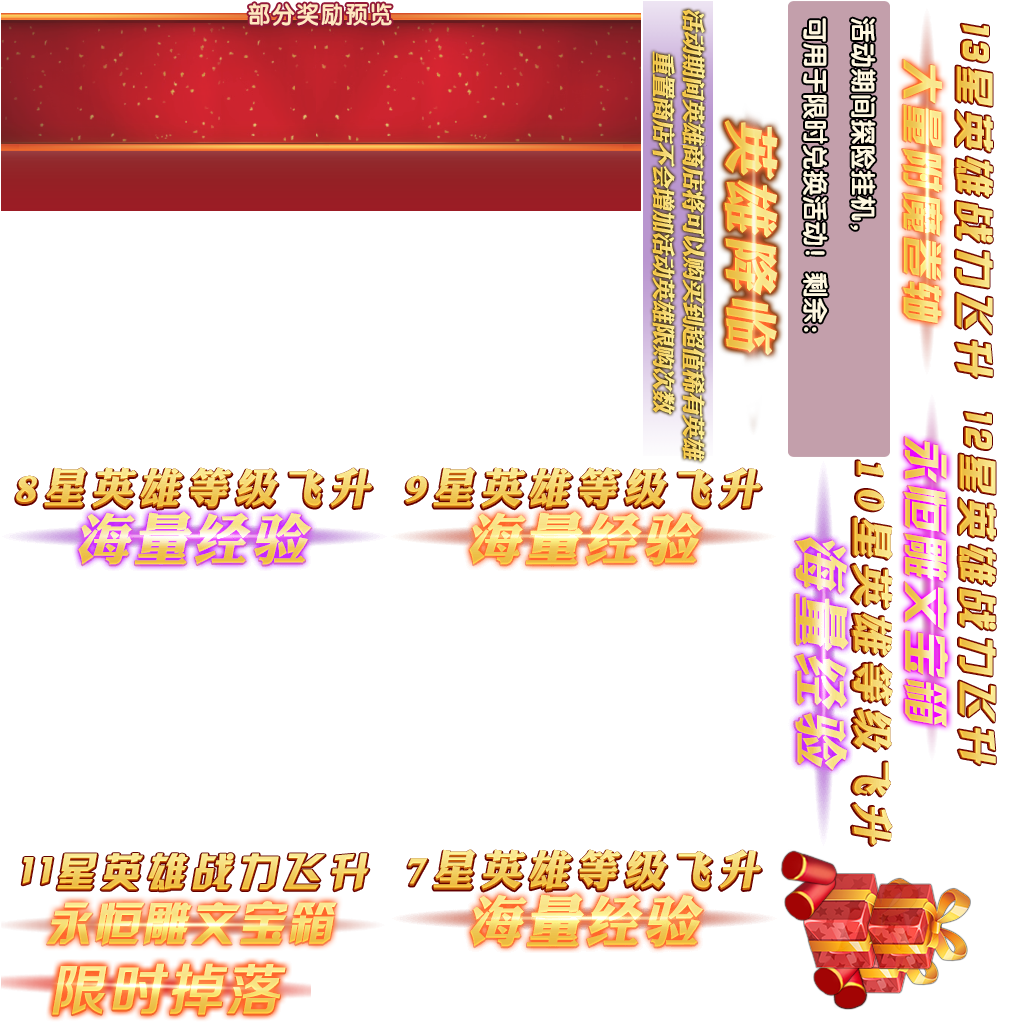 部分奖励预览
活动期间英雄商店将可以购买到超值稀有英雄
重置商店不会增加活动英雄限购次数
英雄降临
活动期间探险挂机，
可用于限时兑换活动！剩余：
13星英雄战力飞升
大量附魔卷轴
8星英雄等级飞升
海量经验
9星英雄等级飞升
海量经验
10星英雄等级飞升
海量经验
12星英雄战力飞升
永恒雕文宝箱
11星英雄战力飞升
永恒雕文宝箱
限时掉落
7星英雄等级飞升
海量经验